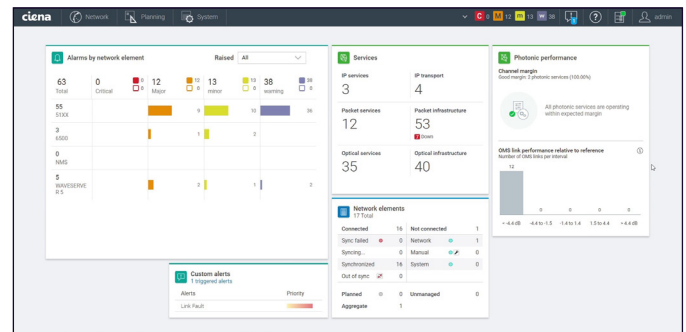 ciena Network Planning System C 0 M 12 m 13 w 38 admin
Alarms by network element Raised All
63 0 0 12 12 13 13 38 38
Total Critical 0 Major 0 minor 0 warning 0
55 9 10 36
51XX
3 1 2
6500
0
NMS
5 2 1 2
WAVESERVE
R 5
Custom alerts
1 triggered alerts
Alerts Priority
Link Fault
Services
IP services IP transport
3 4
Packet services Packet infrastructure
12 53
7 Down
Optical services Optical infrastructure
35 40
Network elements
17 Total
Connected 16 Not connected 1
Sync failed 0 Network 1
Syncing... 0 Manual 0
Synchronized 16 System 0
Out of sync 0
Planned 0 Unmanaged 0
Aggregate 1
Photonic performance
Channel margin
Good margin: 2 photonic services (100.00%)
All photonic services are operating
within expected margin
OMS link performance relative to reference
Number of OMS links per interval
12
0 0 0 0
< -4.4 dB -4.4 to -1.5 -1.4 to 1.4 1.5 to 4.4 > 4.4 dB